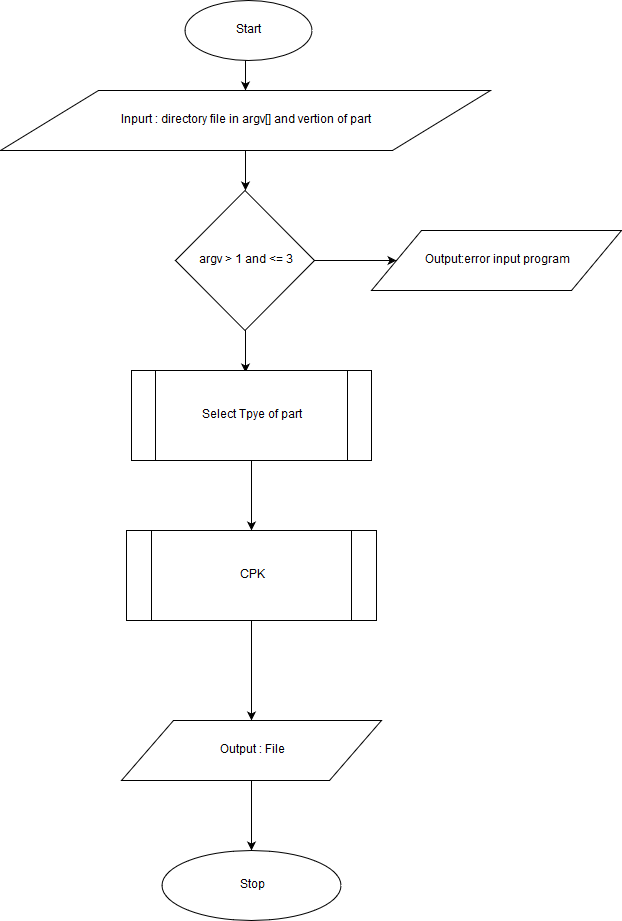 Start
Inpurt : directory file in argv[] and vertion of part
argv > 1 and <= 3
Output:error input program
Select Tpye of part
CPK
Output : File
Stop